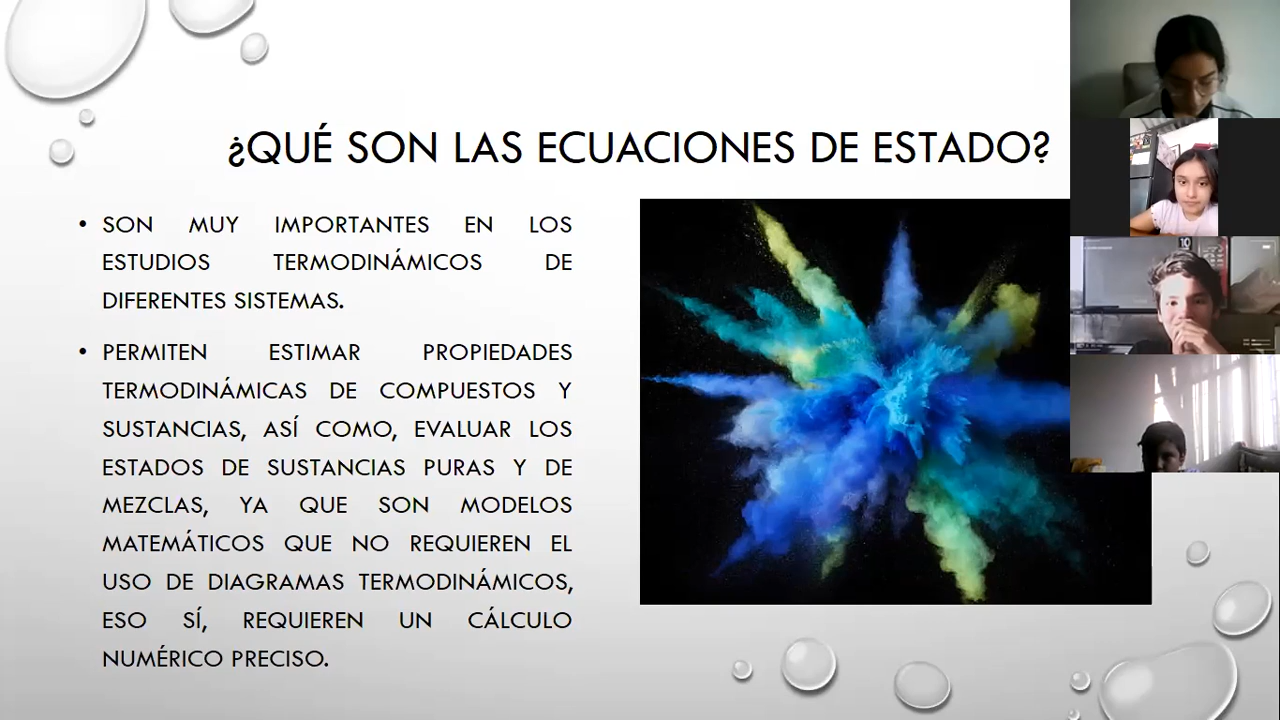 ¿QUÉ SON LAS ECUACIONES DE ESTADO?
• SON MUY IMPORTANTES EN LOS
ESTUDIOS TERMODINÁMICOS DE
DIFERENTES SISTEMAS.
• PERMITEN ESTIMAR PROPIEDADES
TERMODINÁMICAS DE COMPUESTOS Y
SUSTANCIAS, ASÍ COMO, EVALUAR LOS
ESTADOS DE SUSTANCIAS PURAS Y DE
MEZCLAS, YA QUE SON MODELOS
MATEMÁTICOS QUE NO REQUIEREN EL
USO DE DIAGRAMAS TERMODINÁMICOS,
ESO SÍ, REQUIEREN UN CÁLCULO
NUMÉRICO PRECISO.
10